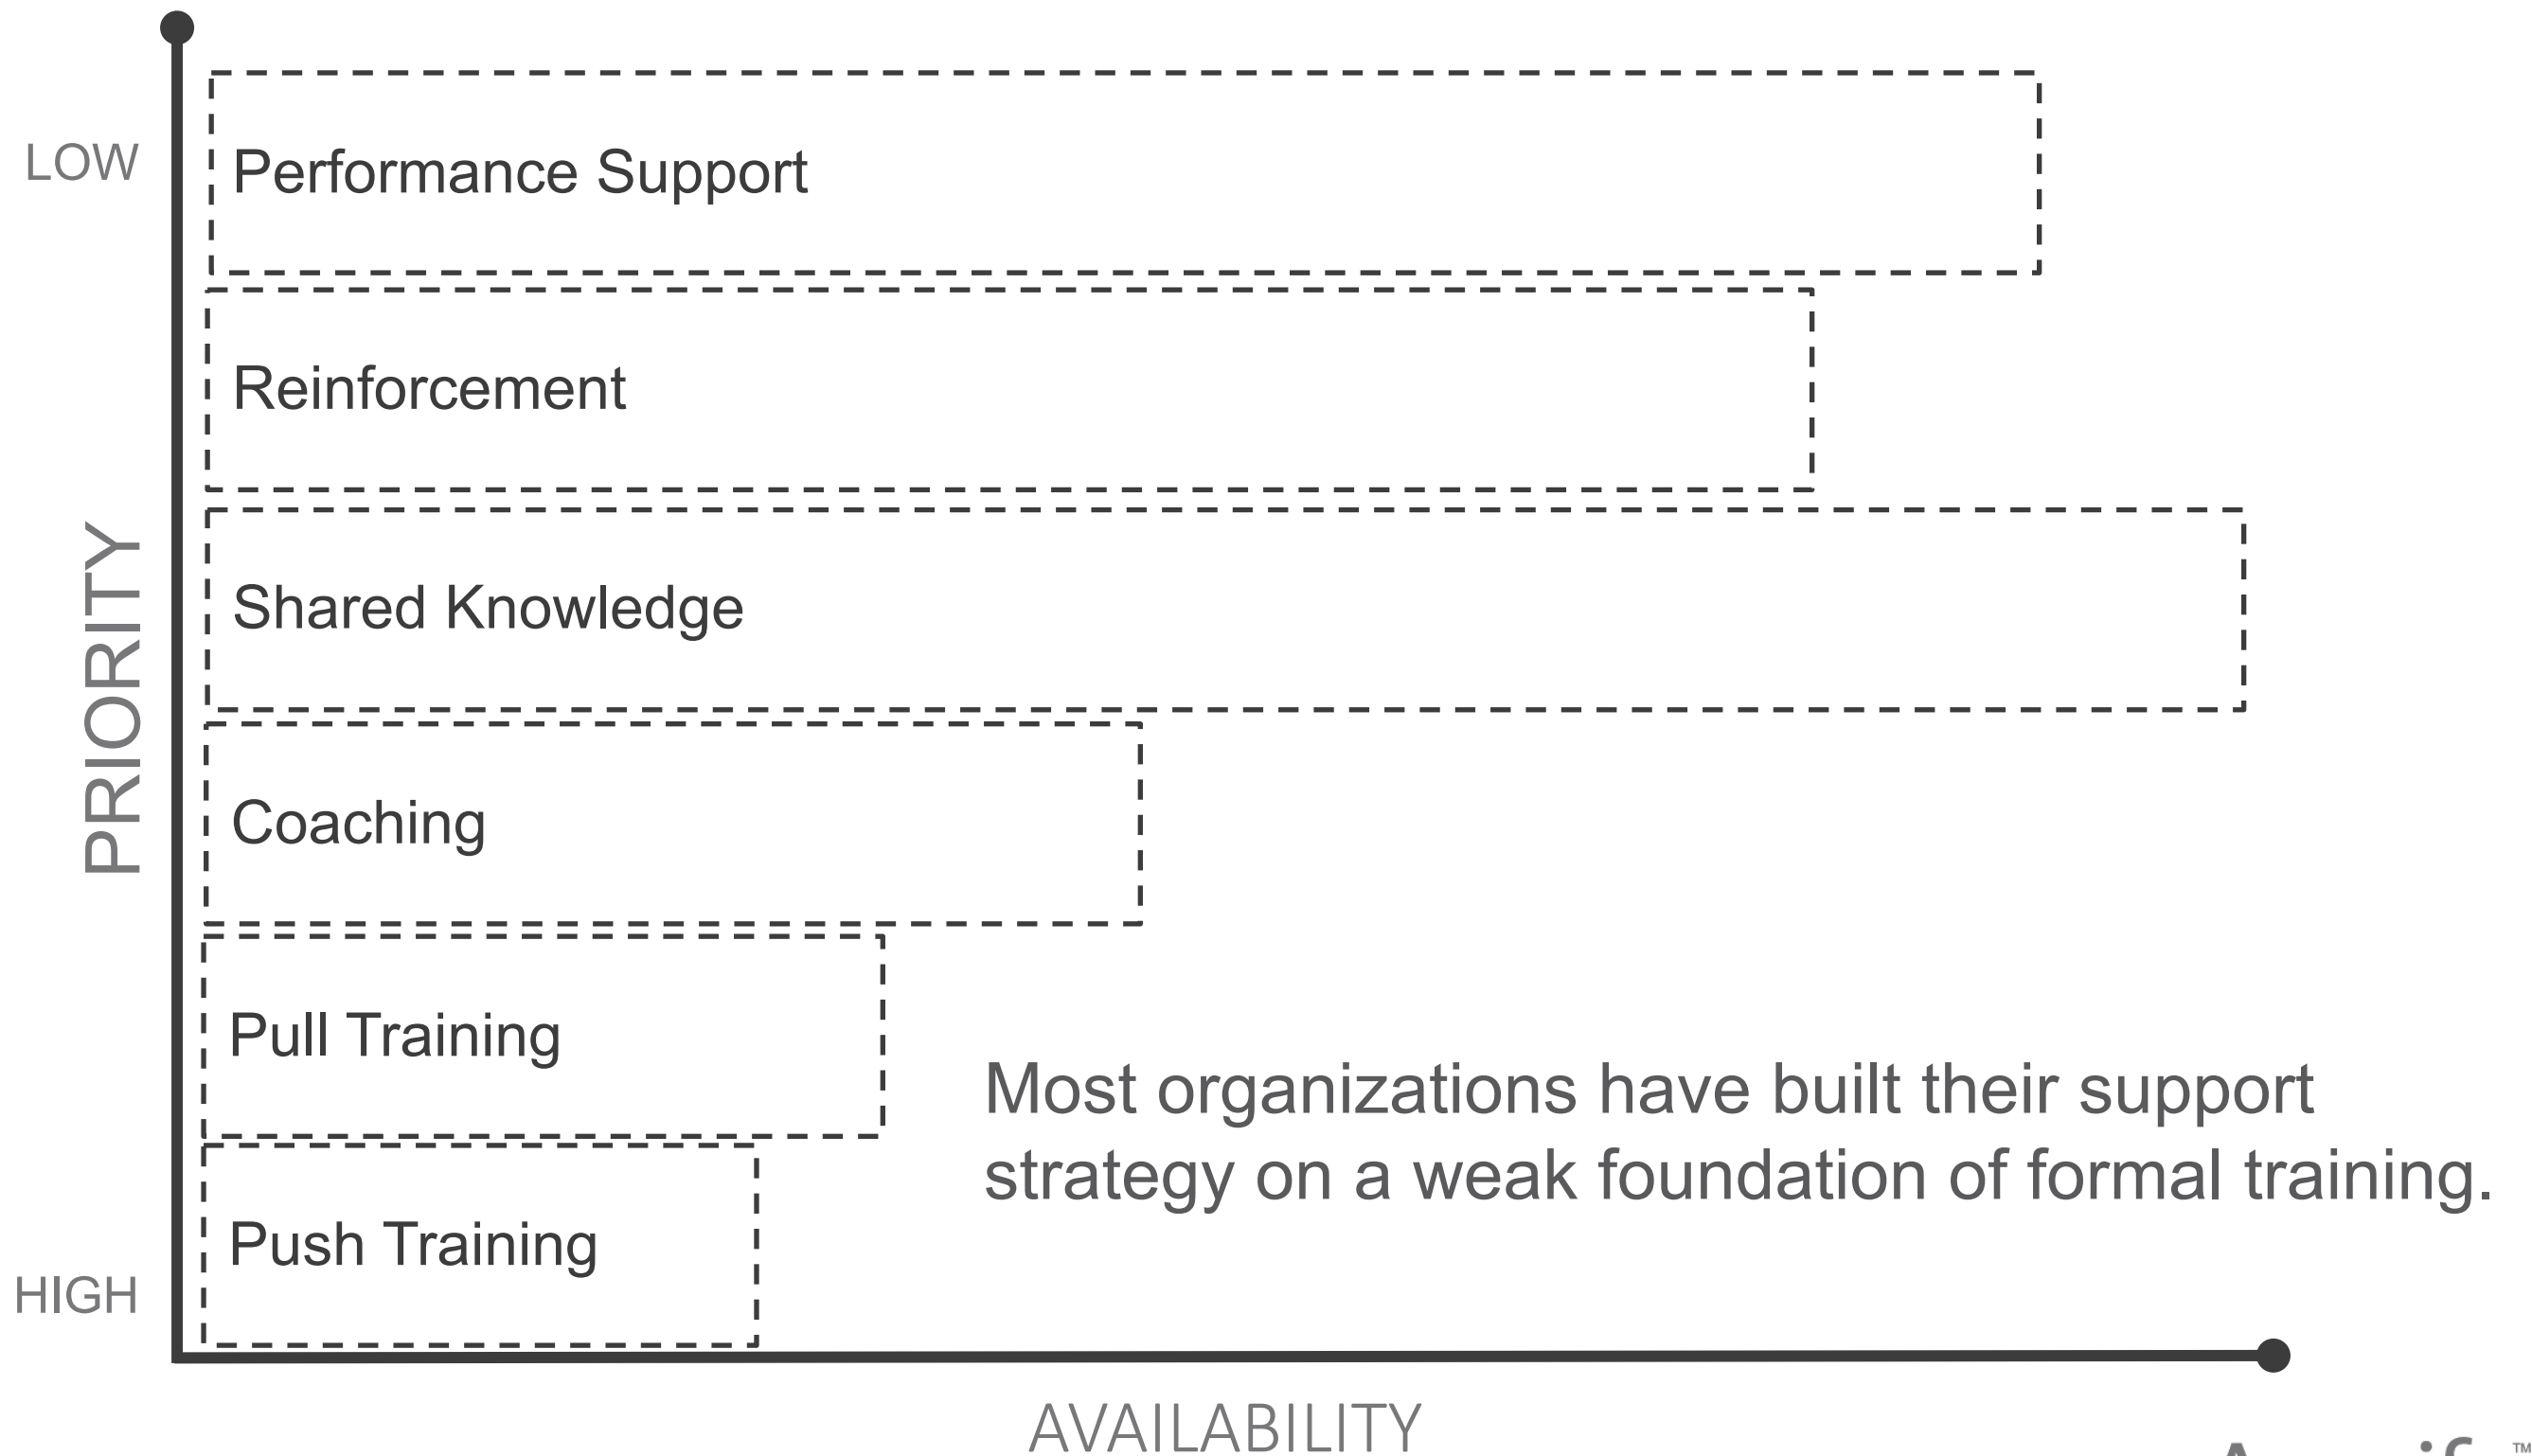 LOW
Performance Support
Reinforcement
Shared Knowledge
PRIORITY
Coaching
Pull Training
Most organizations have built their support
strategy on a weak foundation of formal training.
Push Training
HIGH
AVAILABILITY